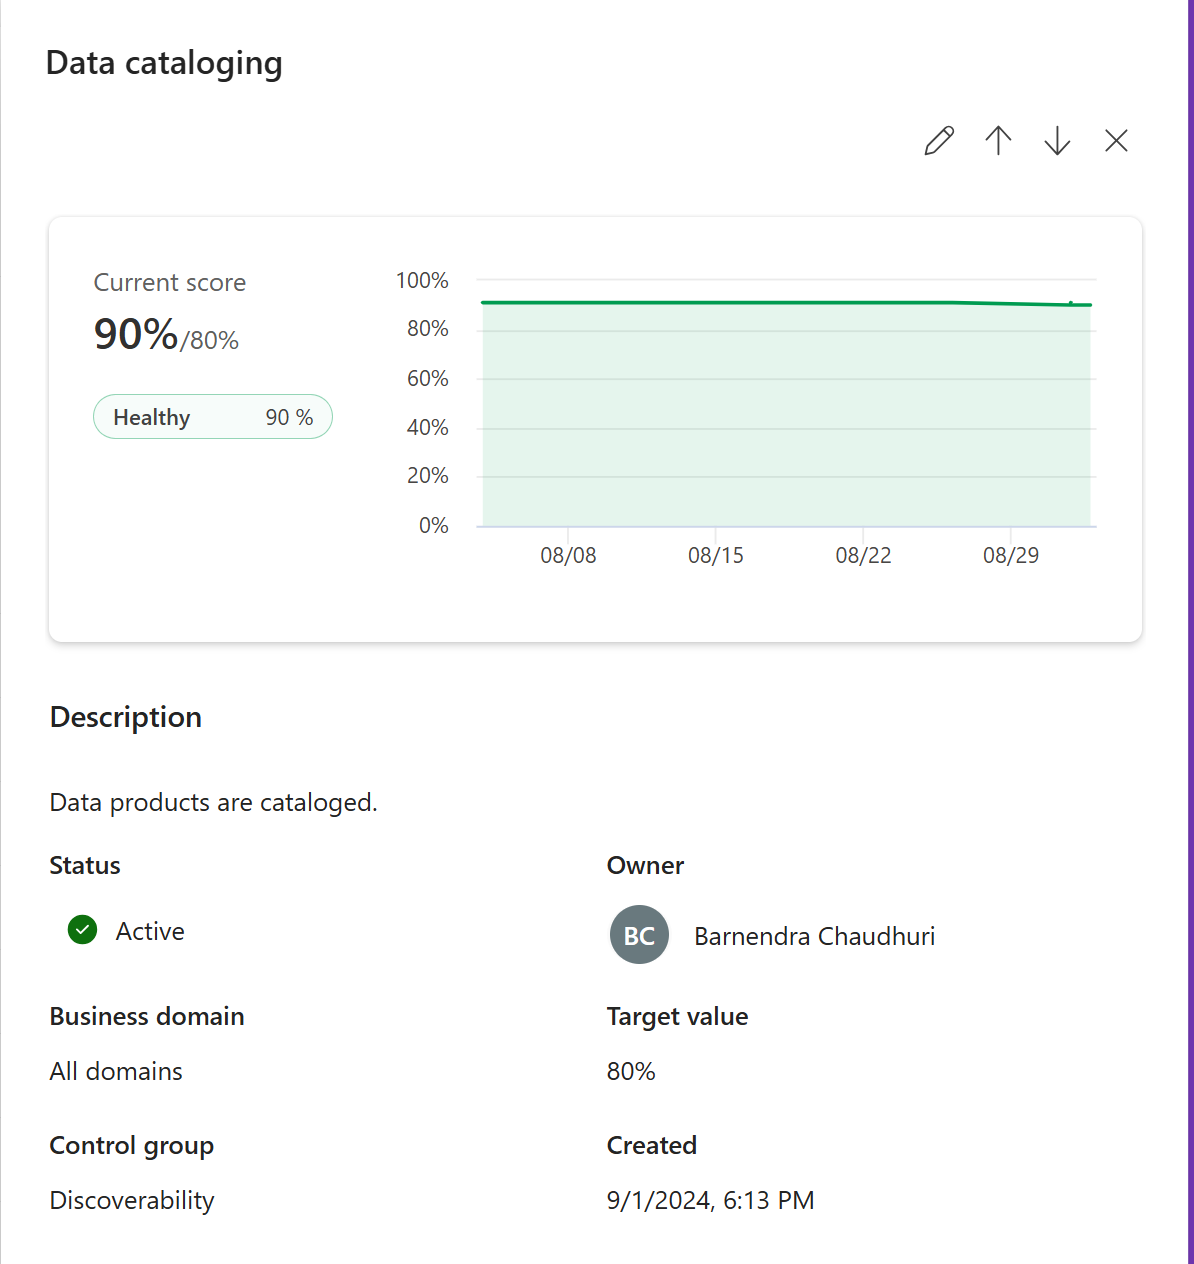 Data cataloging
Current score
90%/80%
Healthy 90 %
100%
80%
60%
40%
20%
0%
08/08 08/15 08/22 08/29
Description
Data products are cataloged.
Status
Owner
Active
BC Barnendra Chaudhuri
Business domain
Target value
All domains
80%
Control group
Created
Discoverability
9/1/2024, 6:13 PM